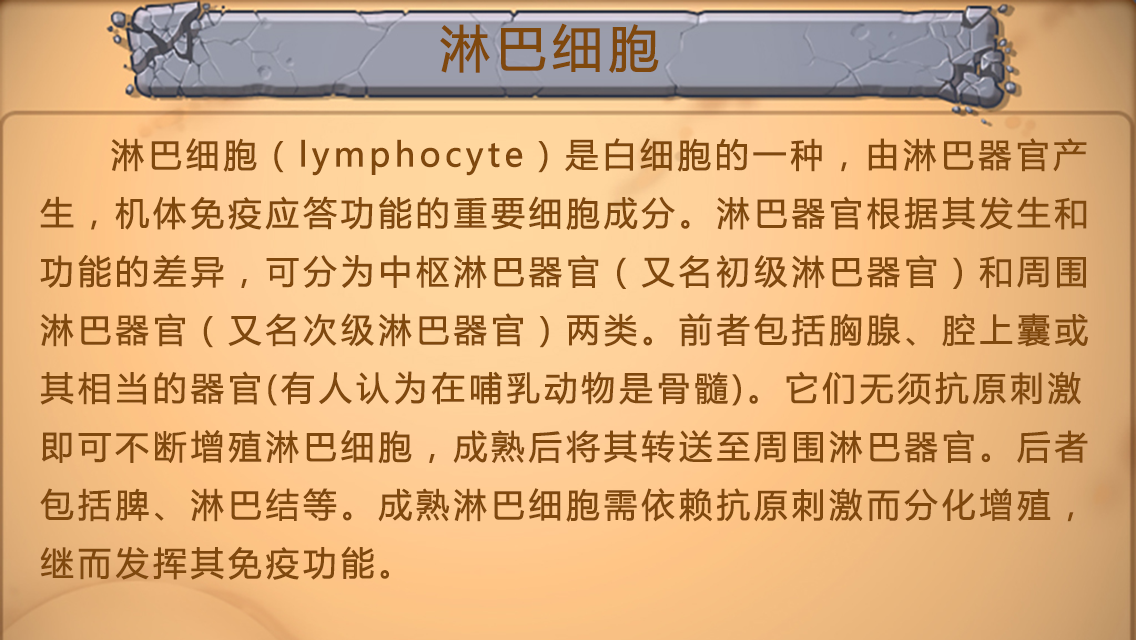 淋巴细胞
淋巴细胞（lymphocyte）是白细胞的一种，由淋巴器官产
生，机体免疫应答功能的重要细胞成分。淋巴器官根据其发生和
功能的差异，可分为中枢淋巴器官（又名初级淋巴器官）和周围
淋巴器官（又名次级淋巴器官）两类。前者包括胸腺、腔上囊或
其相当的器官(有人认为在哺乳动物是骨髓)。它们无须抗原刺激
即可不断增殖淋巴细胞，成熟后将其转送至周围淋巴器官。后者
包括脾、淋巴结等。成熟淋巴细胞需依赖抗原刺激而分化增殖，
继而发挥其免疫功能。